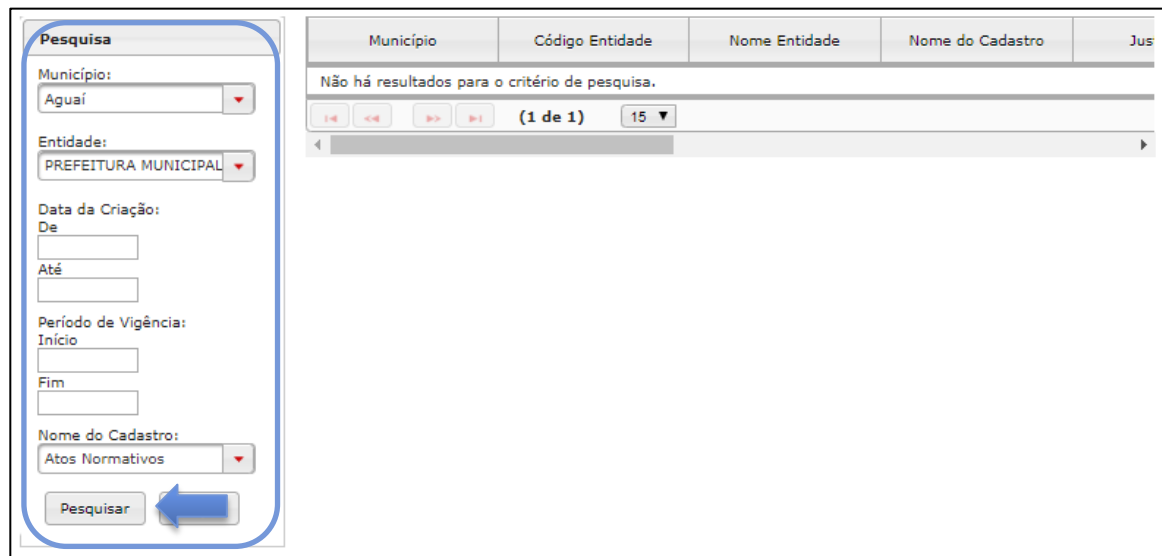 Pesquisa
Município:
Aguaí
Entidade:
PREFEITURA MUNICIPAL
Data da Criação:
De
Até
Período de Vigência:
Início
Fim
Nome do Cadastro:
Atos Normativos
Pesquisar
Município Código Entidade Nome Entidade Nome do Cadastro Jus
Não há resultados para o critério de pesquisa.
(1 de 1) 15